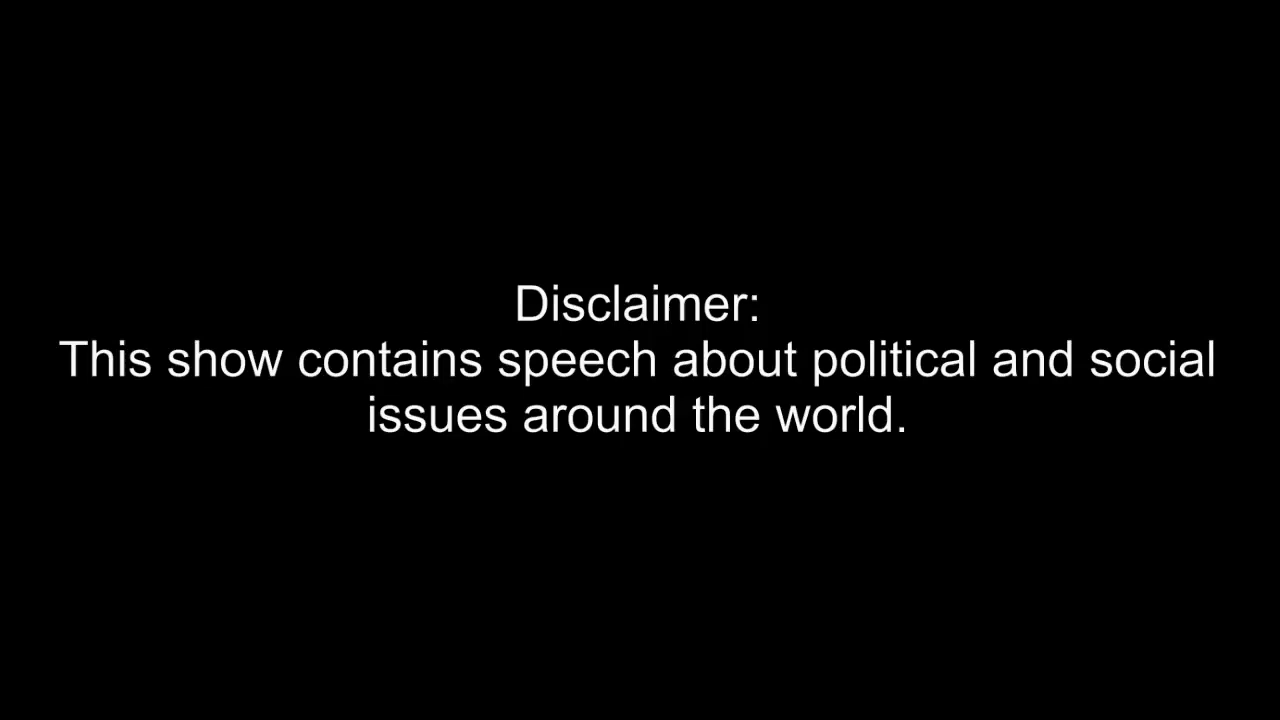 Disclaimer:
This show contains speech about political and social
issues around the world.